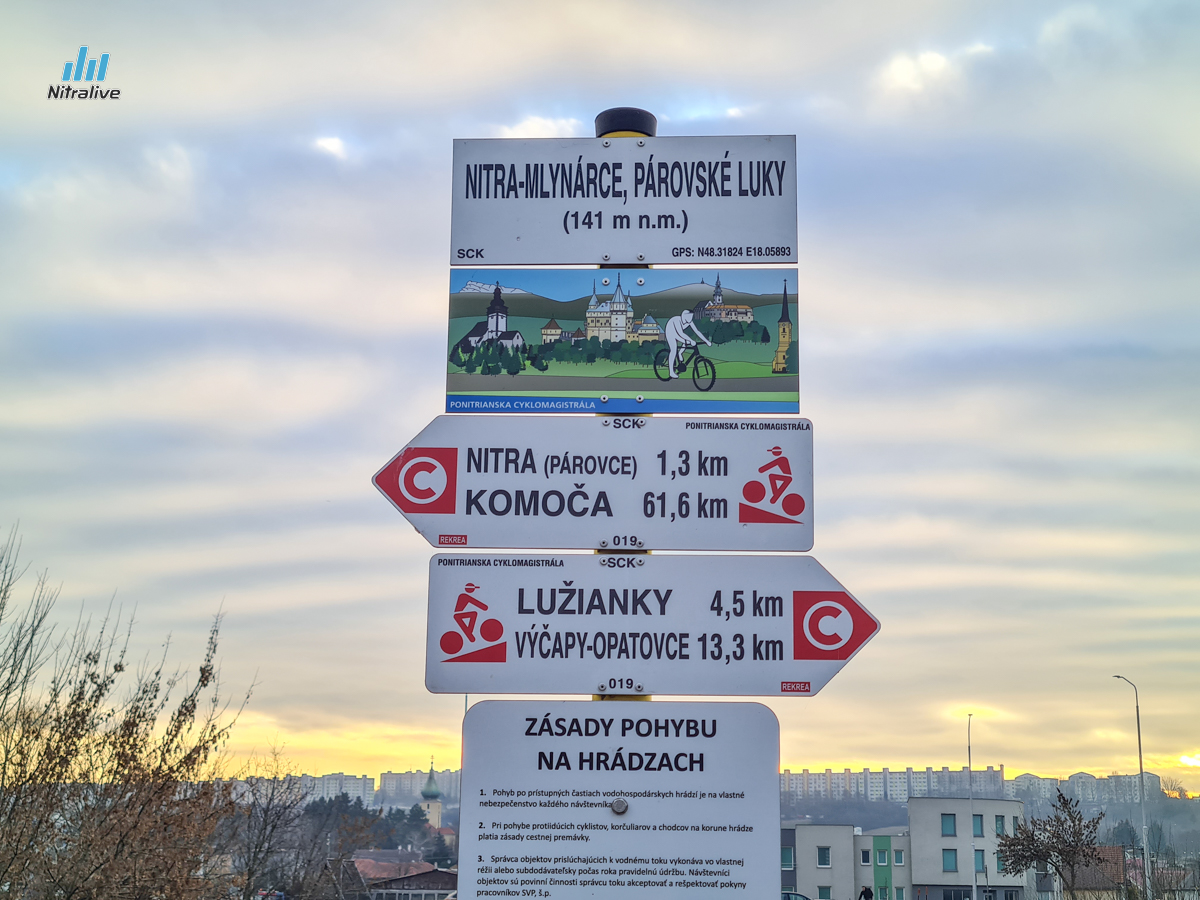 Nitralive
NITRA-MLYNÁRCE, PÁROVSKÉ LUKY
(141 m n.m.)
SCK
GPS: N48.31824 E18.05893
PONITRIANSKA CYKLOMAGISTRÁLA
SCK
PONITRIANSKA CYKLOMAGISTRÁLA
C
NITRA (PÁROVCE) 1,3 km
KOMOČA 61,6 km
REKREA
019
PONITRIANSKA CYKLOMAGISTRÁLA
SCK
LUŽIANKY 4,5 km
VÝČAPY-OPATOVCE 13,3 km
C
019
REKREA
ZÁSADY POHYBU
NA HRÁDZACH
1. Pohyb po prístupných častiach vodohospodárskych hrádzí je na vlastné
nebezpečenstvo každého návštevníka
2. Pri pohybe protiidúcich cyklistov, korčuliarov a chodcov na korune hrádze
platia zásady cestnej premávky.
3. Správca objektov prislúchajúcich k vodnému toku vykonáva vo vlastnej
réžii alebo subdodávateľsky počas roka pravidelnú údržbu. Návštevníci
objektov sú povinní činnosti správcu toku akceptovať a rešpektovať pokyny
pracovníkov SVP, š.p.